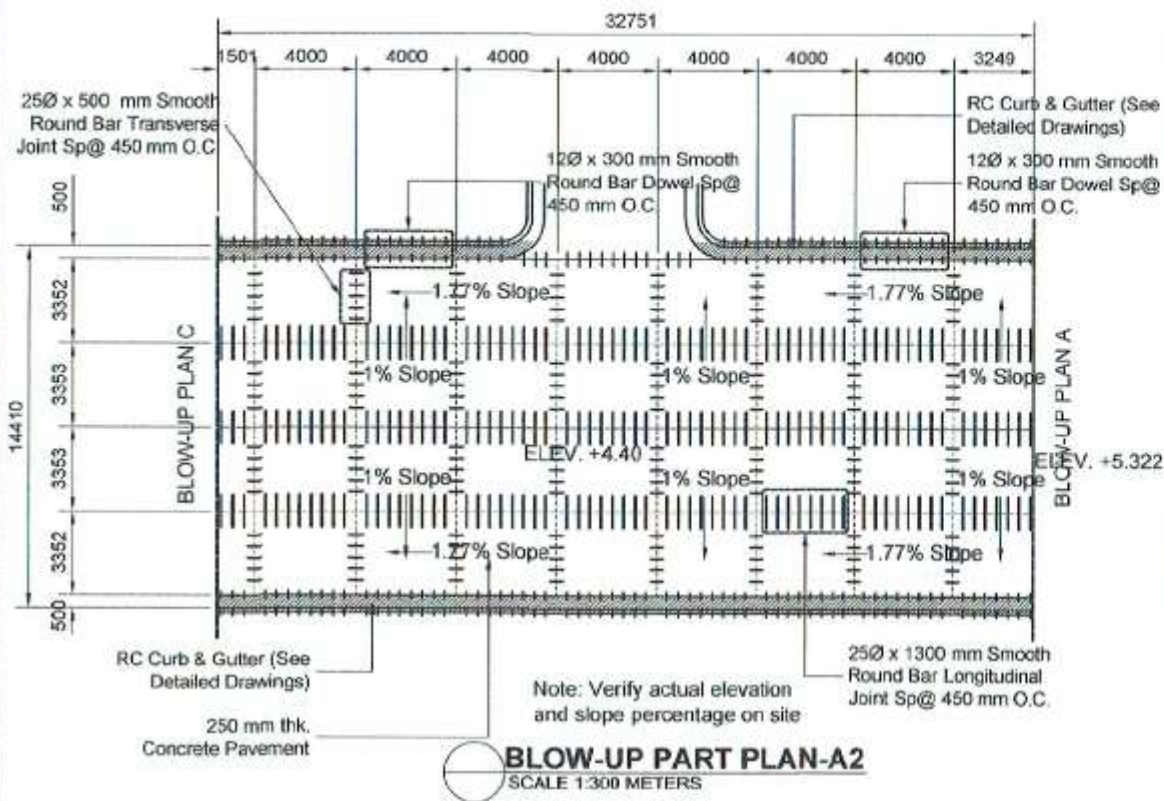 32751
1501 4000 4000 4000 4000 4000 4000 4000 3249
25Ø x 500 mm Smooth
Round Bar Transverse
Joint Sp@ 450 mm O.C
12Ø x 300 mm Smooth
Round Bar Dowel Sp@
450 mm O.C.
RC Curb & Gutter (See
Detailed Drawings)
12Ø x 300 mm Smooth
Round Bar Dowel Sp@
450 mm O.C.
500
3352
3353
3353
3352
500
14410
BLOW-UP PLAN C
1.77% Slope
1.77% Slope
1% Slope
1% Slope
1% Slope
ELEV. +4.40
ELEV. +5.322
BLOW-UP PLAN A
1% Slope
1% Slope
1% Slope
1.77% Slope
1.77% Slope
RC Curb & Gutter (See
Detailed Drawings)
250 mm thk.
Concrete Pavement
Note: Verify actual elevation
and slope percentage on site
25Ø x 1300 mm Smooth
Round Bar Longitudinal
Joint Sp@ 450 mm O.C.
BLOW-UP PART PLAN-A2
SCALE 1:300 METERS